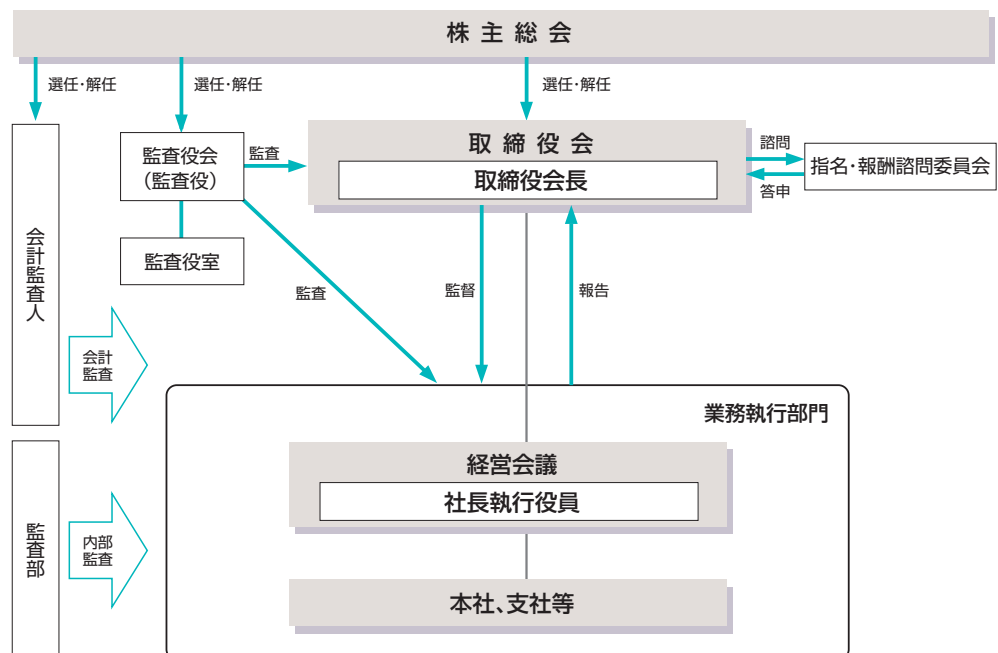 株主総会
選任・解任
選任・解任
選任・解任
会計監査人
監査役会
(監査役)
監査
取締役会
取締役会長
諮問
答申
指名・報酬諮問委員会
監査役室
監査
監督
報告
会計
監査
業務執行部門
経営会議
社長執行役員
監査部
内部
監査
本社、支社等